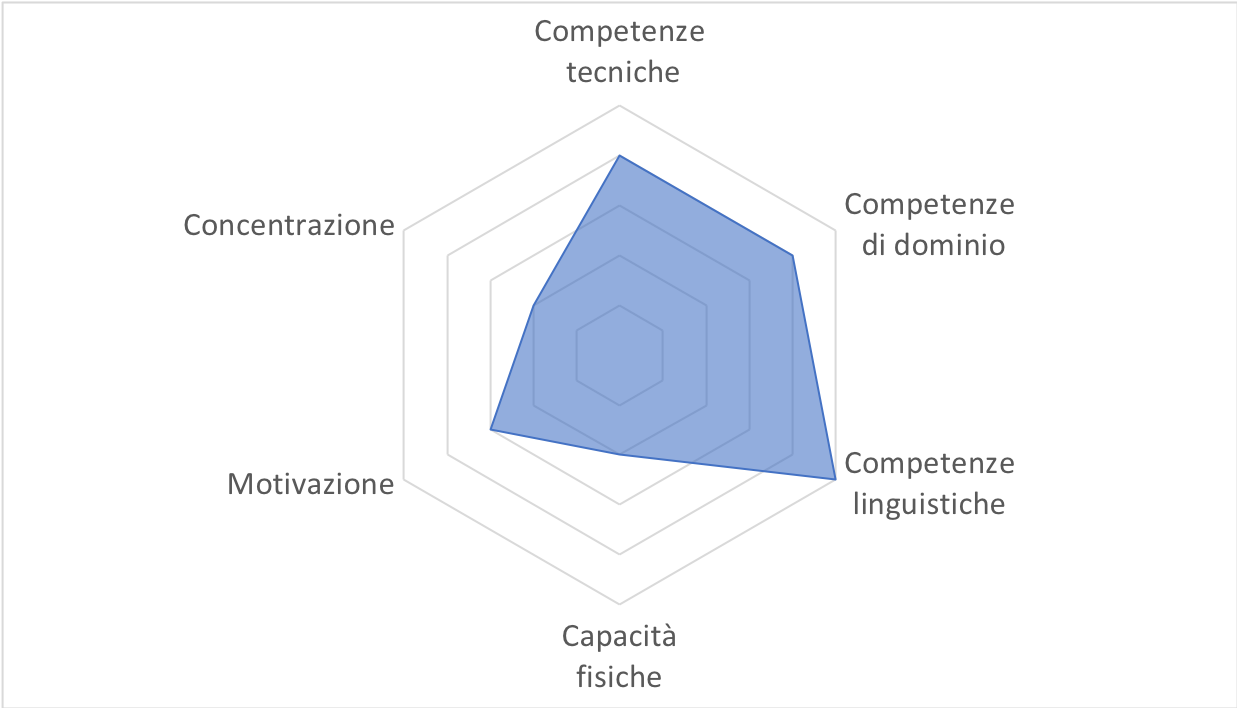 Competenze
tecniche
Competenze
di dominio
Concentrazione
Competenze
linguistiche
Motivazione
Capacità
fisiche